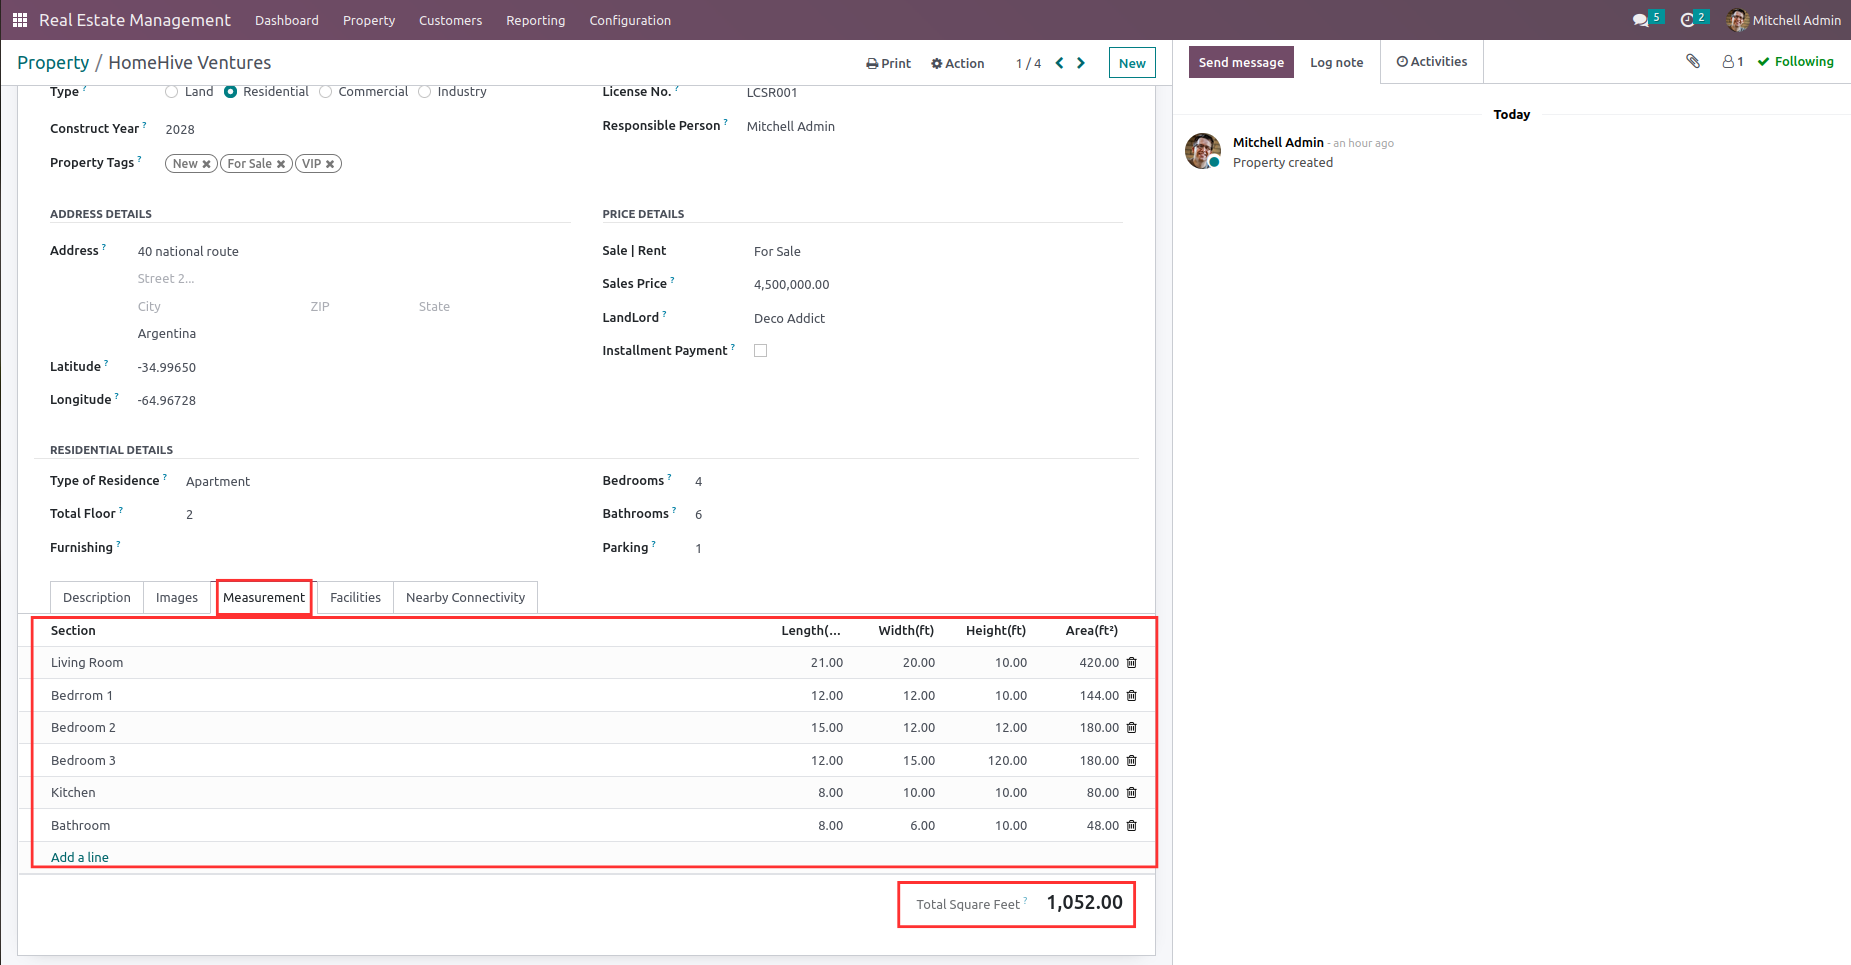 Real Estate Management Dashboard Property Customers Reporting Configuration 5 2 Mitchell Admin
Property / HomeHive Ventures Print Action 1 / 4 New
Send message Log note Activities 1 Following
Type ? Land Residential Commercial Industry License No. ? LCSR001
Construct Year ? 2028 Responsible Person ? Mitchell Admin
Property Tags ? New ✖ For Sale ✖ VIP ✖
Today
Mitchell Admin - an hour ago
Property created
ADDRESS DETAILS PRICE DETAILS
Address ? 40 national route Sale | Rent For Sale
Street 2... Sales Price ? 4,500,000.00
City ZIP State LandLord ? Deco Addict
Argentina Installment Payment ?
Latitude ? -34.99650
Longitude ? -64.96728
RESIDENTIAL DETAILS
Type of Residence ? Apartment Bedrooms ? 4
Total Floor ? 2 Bathrooms ? 6
Furnishing ? Parking ? 1
Description Images Measurement Facilities Nearby Connectivity
Section Length(... Width(ft) Height(ft) Area(ft²)
Living Room 21.00 20.00 10.00 420.00
Bedrrom 1 12.00 12.00 10.00 144.00
Bedroom 2 15.00 12.00 12.00 180.00
Bedroom 3 12.00 15.00 120.00 180.00
Kitchen 8.00 10.00 10.00 80.00
Bathroom 8.00 6.00 10.00 48.00
Add a line
Total Square Feet ? 1,052.00